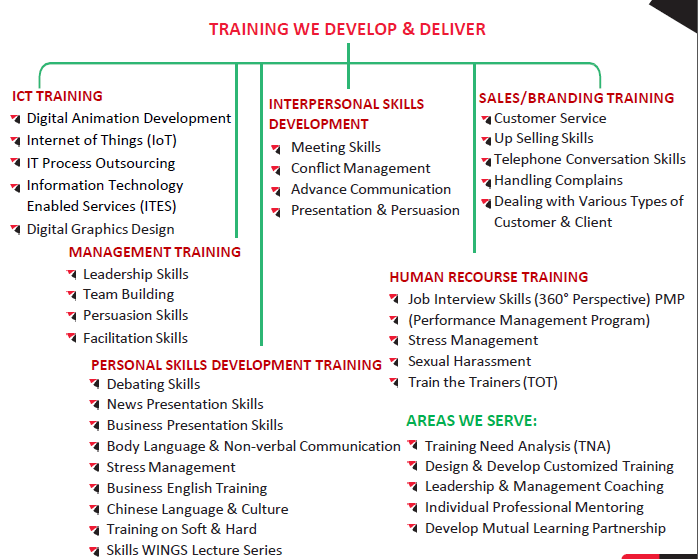 TRAINING WE DEVELOP & DELIVER
ICT TRAINING
Digital Animation Development
Internet of Things (IoT)
IT Process Outsourcing
Information Technology
Enabled Services (ITES)
Digital Graphics Design
INTERPERSONAL SKILLS
DEVELOPMENT
Meeting Skills
Conflict Management
Advance Communication
Presentation & Persuasion
SALES/BRANDING TRAINING
Customer Service
Up Selling Skills
Telephone Conversation Skills
Handling Complains
Dealing with Various Types of
Customer & Client
MANAGEMENT TRAINING
Leadership Skills
Team Building
Persuasion Skills
Facilitation Skills
HUMAN RECOURSE TRAINING
Job Interview Skills (360° Perspective) PMP
(Performance Management Program)
Stress Management
Sexual Harassment
Train the Trainers (TOT)
PERSONAL SKILLS DEVELOPMENT TRAINING
Debating Skills
News Presentation Skills
Business Presentation Skills
Body Language & Non-verbal Communication
Stress Management
Business English Training
Chinese Language & Culture
Training on Soft & Hard
Skills WINGS Lecture Series
AREAS WE SERVE:
Training Need Analysis (TNA)
Design & Develop Customized Training
Leadership & Management Coaching
Individual Professional Mentoring
Develop Mutual Learning Partnership